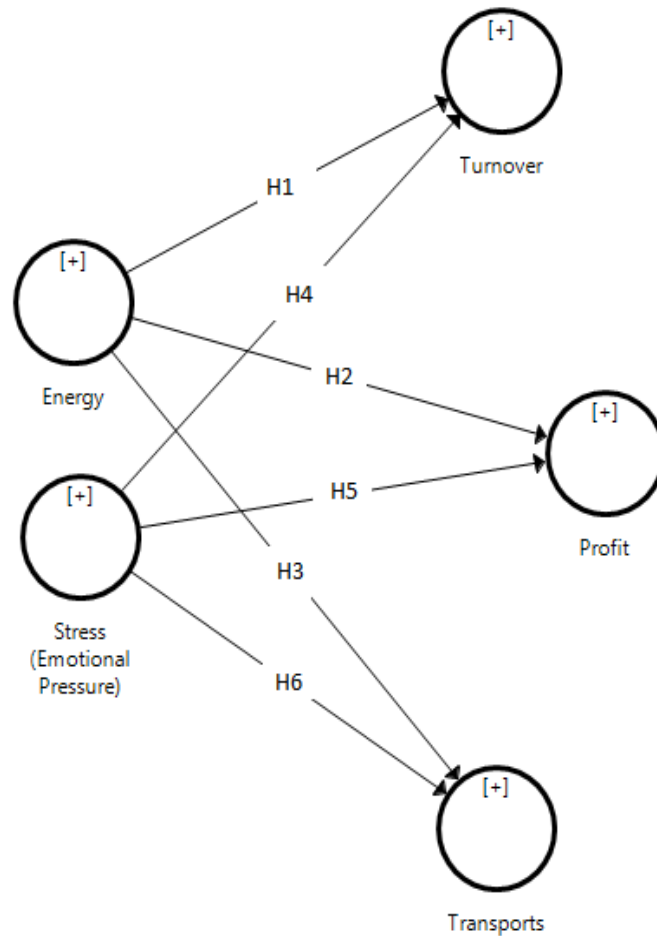 [+]
Turnover
H1
[+]
Energy
H4
H2
[+]
Profit
[+]
Stress
(Emotional
Pressure)
H5
H3
H6
[+]
Transports